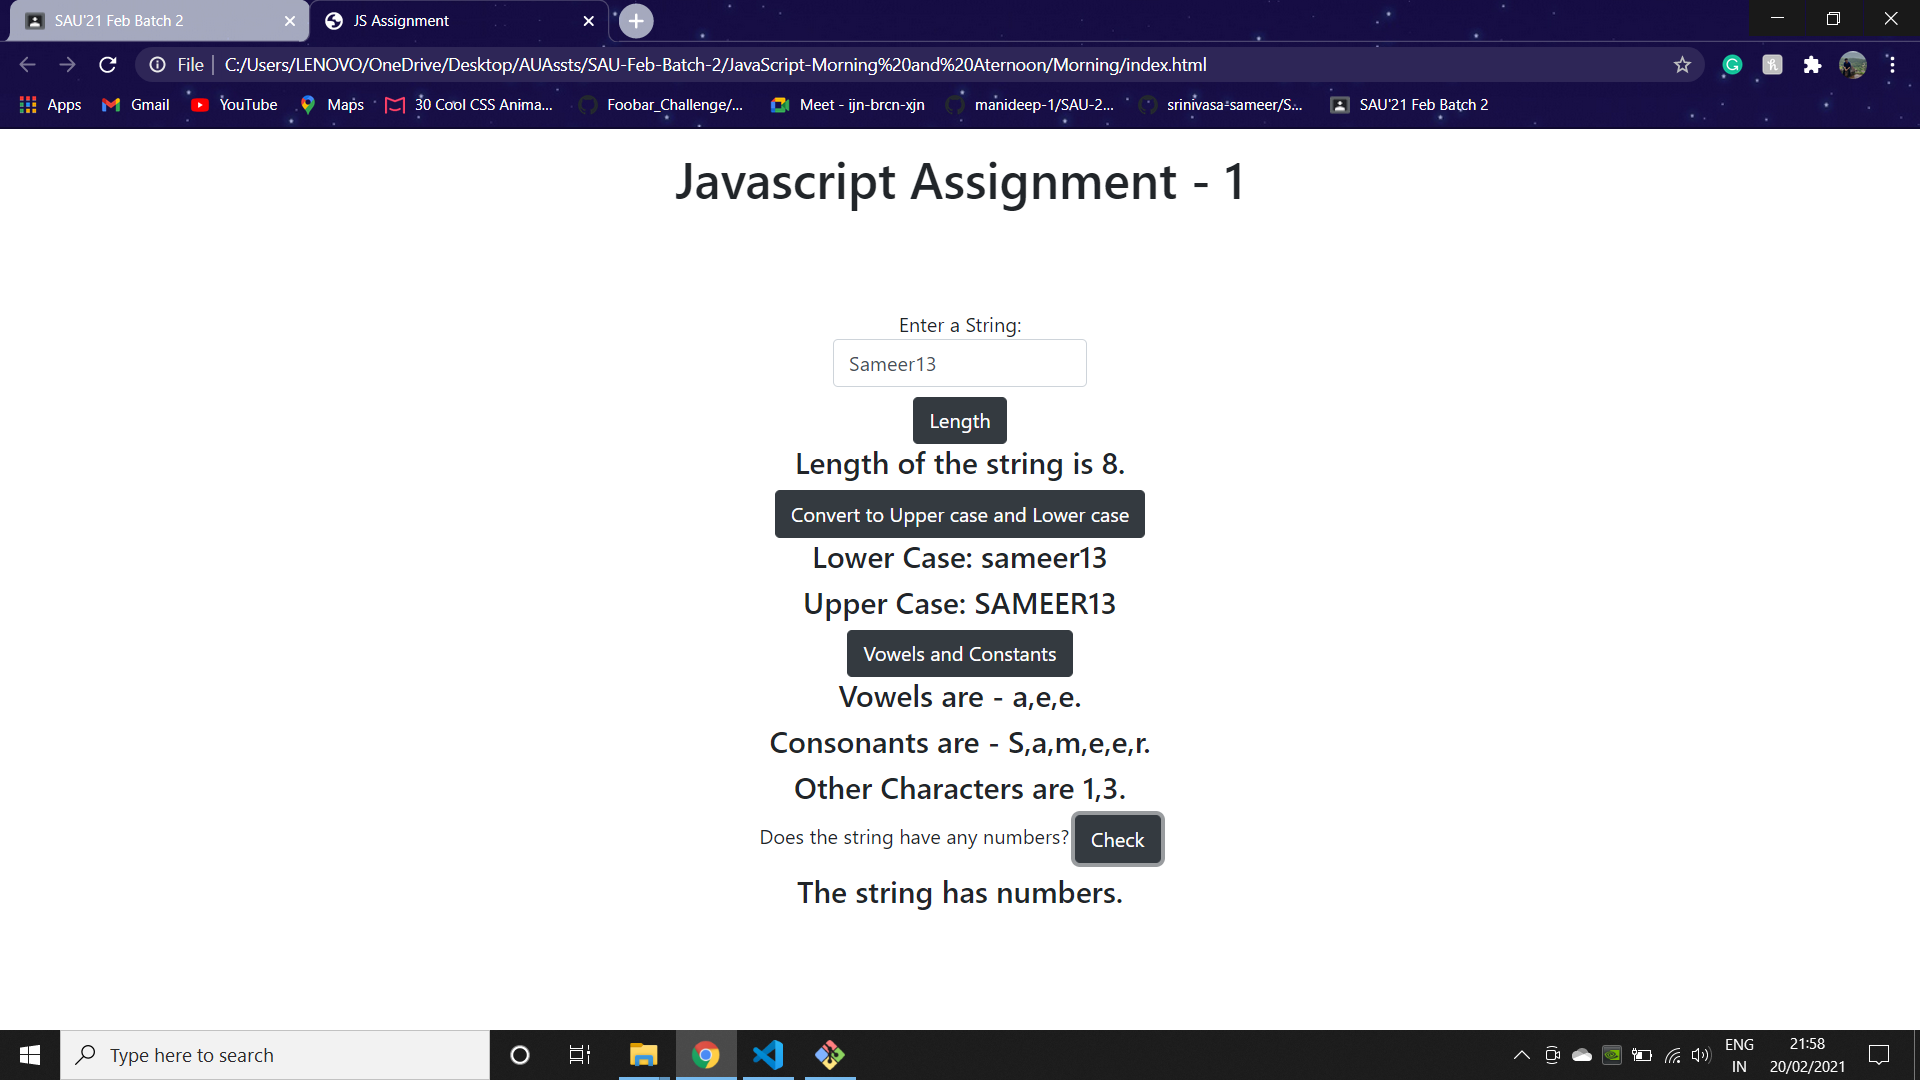 SAU'21 Feb Batch 2
JS Assignment
File
C:/Users/LENOVO/OneDrive/Desktop/AUAssts/SAU-Feb-Batch-2/JavaScript-Morning%20and%20Aternoon/Morning/index.html
Apps
Gmail
YouTube
Maps
30 Cool CSS Anima...
Foobar_Challenge/...
Meet - ijn-brcn-xjn
manideep-1/SAU-2...
srinivasa-sameer/S...
SAU'21 Feb Batch 2
Javascript Assignment - 1
Enter a String:
Sameer13
Length
Length of the string is 8.
Convert to Upper case and Lower case
Lower Case: sameer13
Upper Case: SAMEER13
Vowels and Constants
Vowels are - a,e,e.
Consonants are - S,a,m,e,e,r.
Other Characters are 1,3.
Does the string have any numbers? Check
The string has numbers.
Type here to search
ENG
IN
21:58
20/02/2021